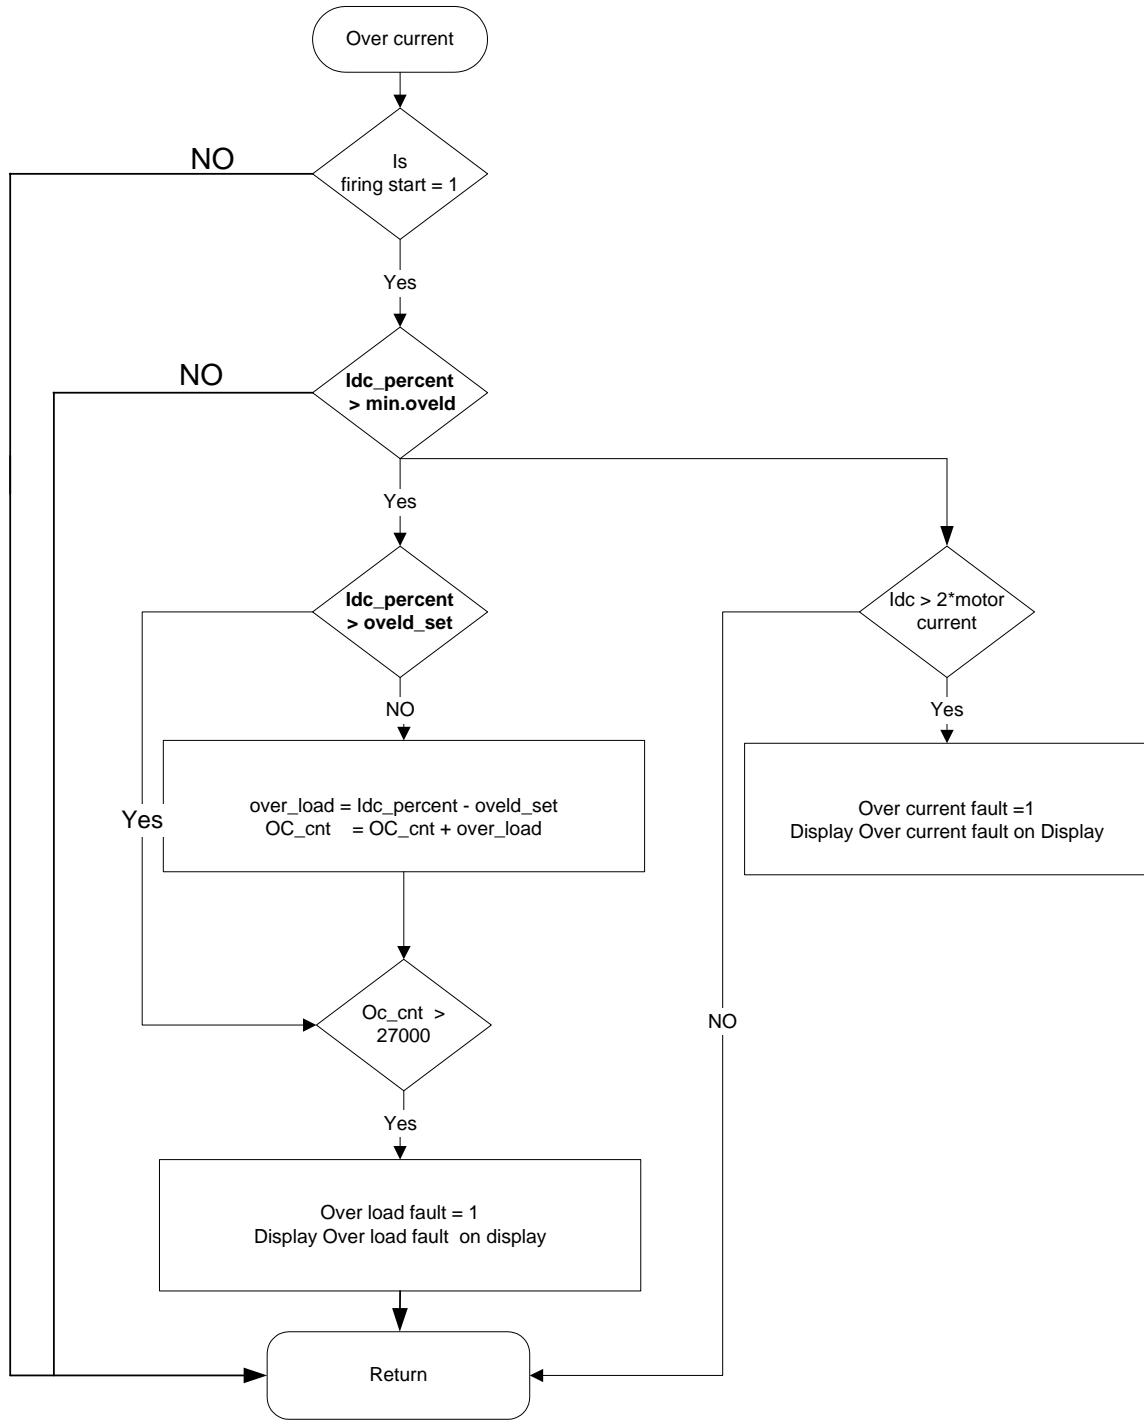 Over current
Is
firing start = 1
NO
Yes
Idc_percent
> min.oveld
NO
Yes
Idc_percent
> oveld_set
Idc > 2*motor
current
NO
Yes
over_load = Idc_percent - oveld_set
OC_cnt = OC_cnt + over_load
Over current fault =1
Display Over current fault on Display
Yes
Oc_cnt >
27000
NO
Yes
Over load fault = 1
Display Over load fault on display
Return